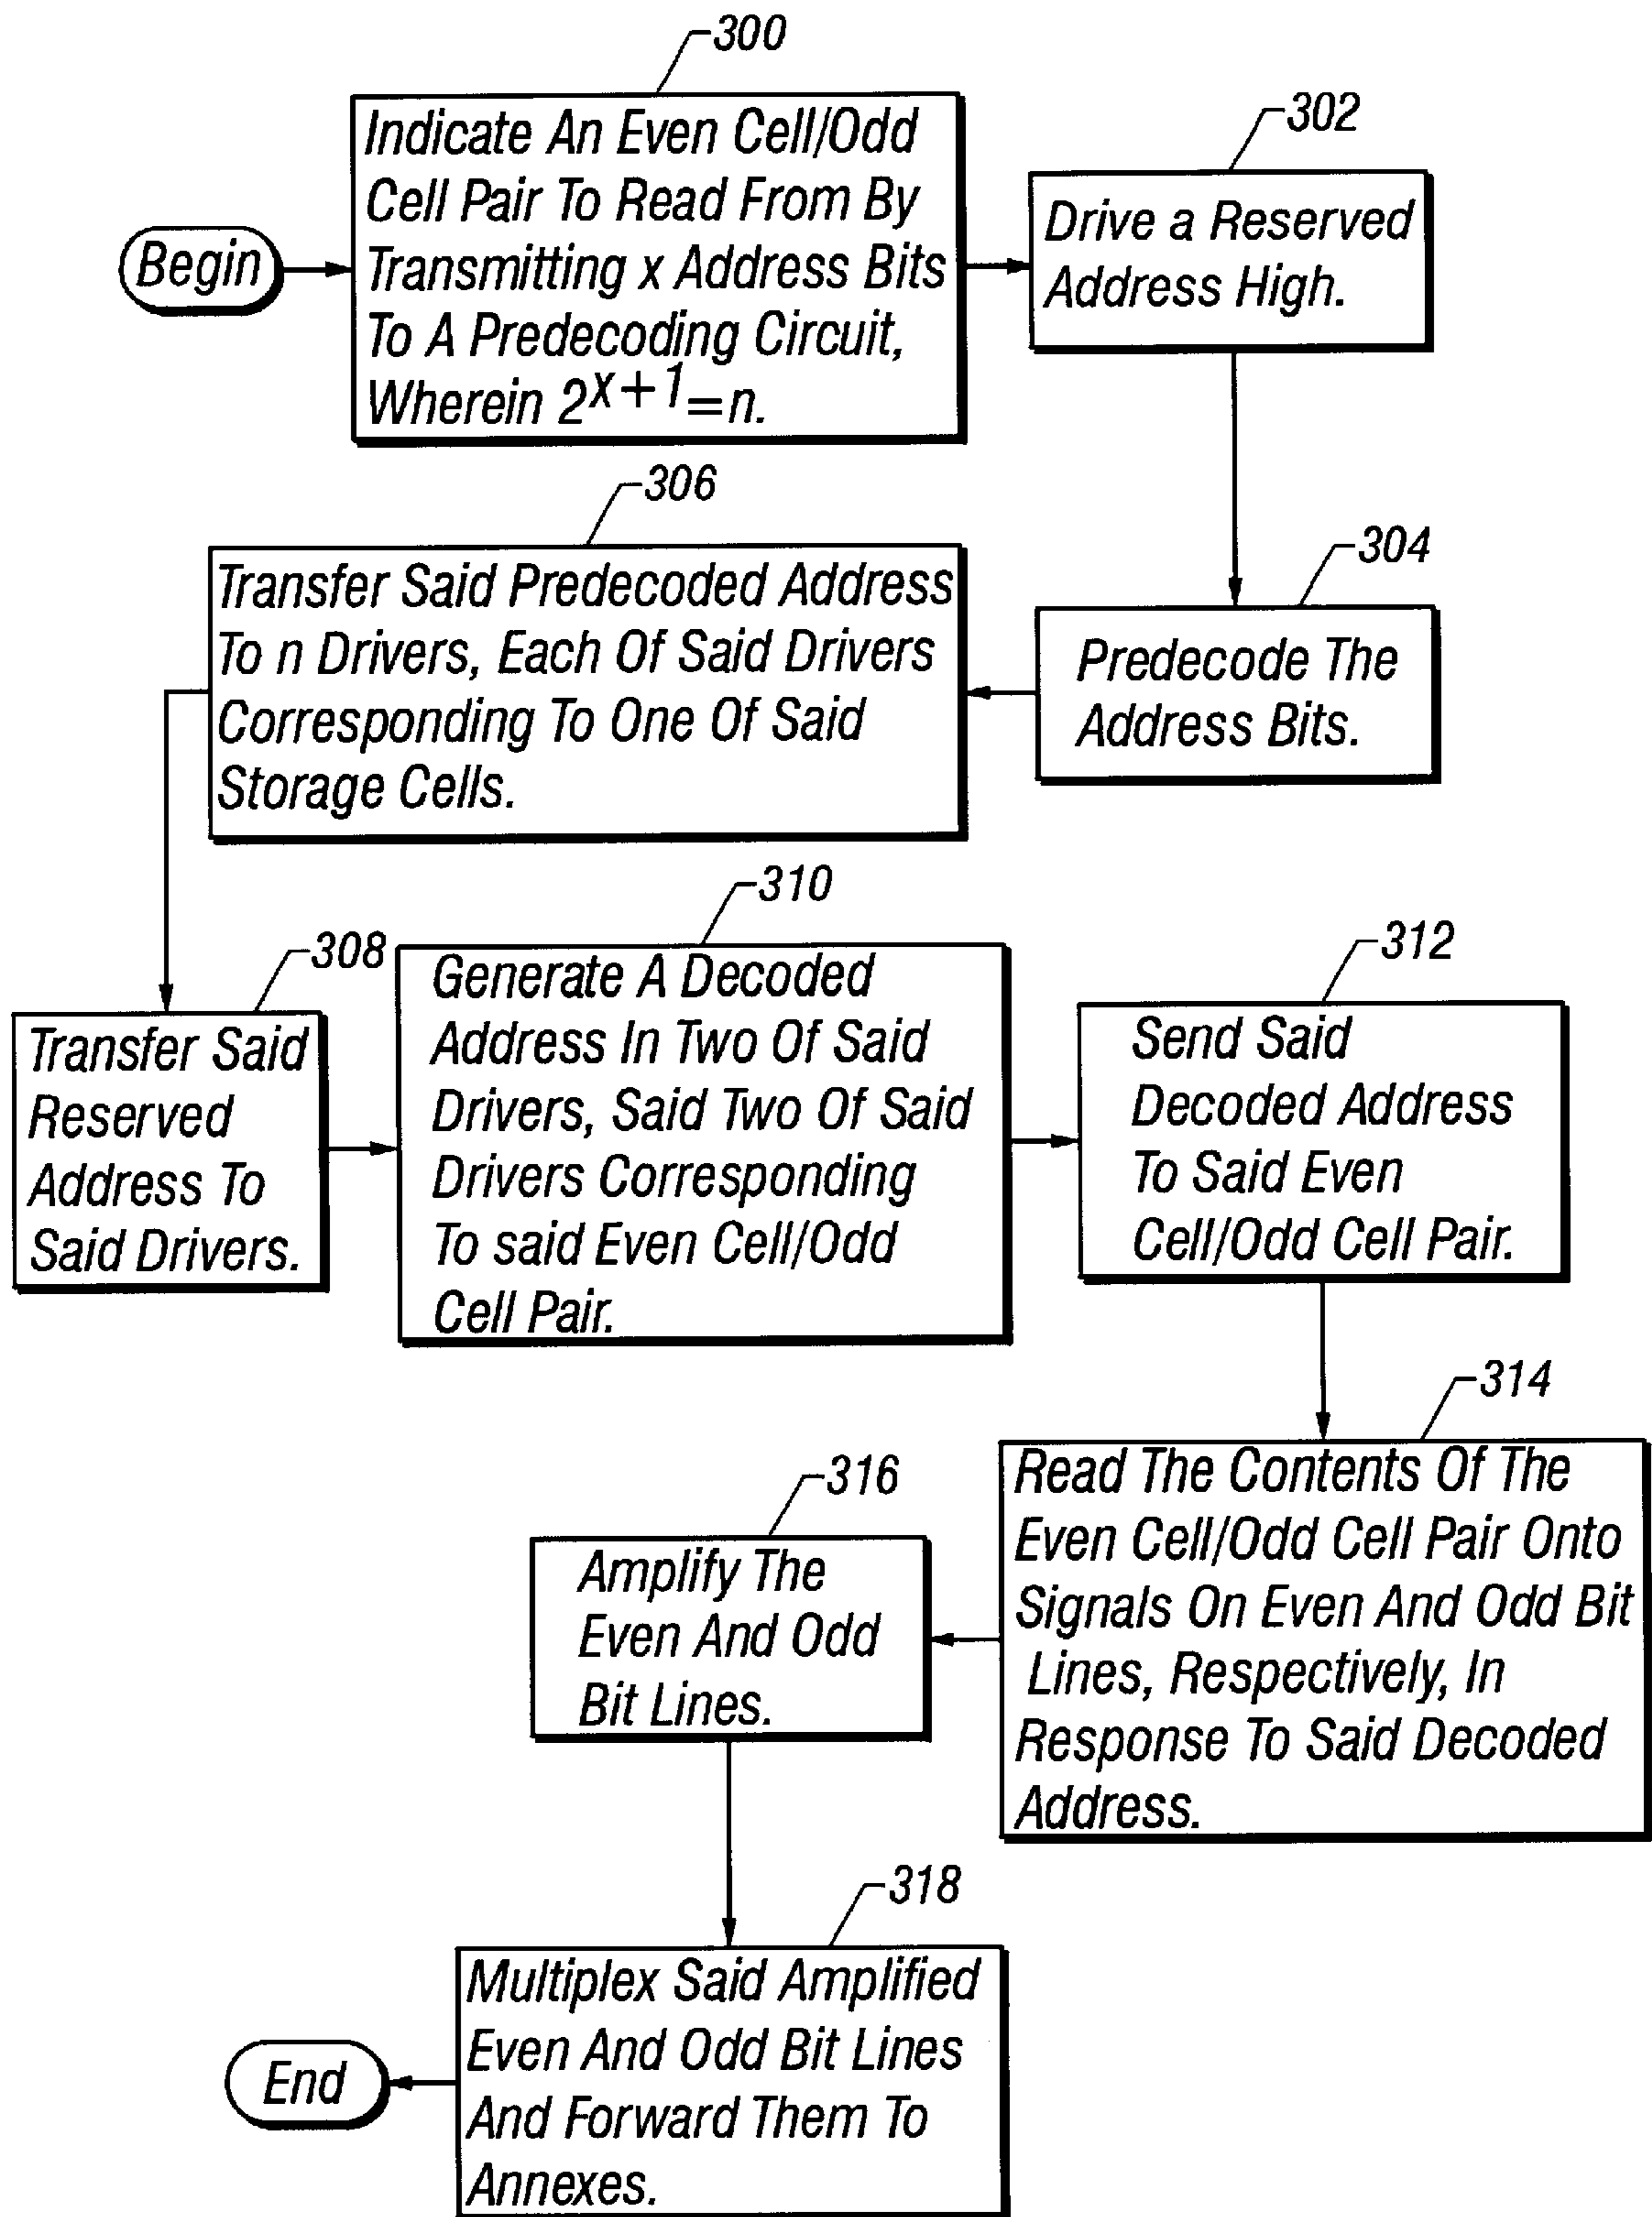 300
Indicate An Even Cell/Odd
Cell Pair To Read From By
Transmitting x Address Bits
To A Predecoding Circuit,
Wherein 2^x+1=n.
Begin
302
Drive a Reserved
Address High.
304
Predecode The
Address Bits.
306
Transfer Said Predecoded Address
To n Drivers, Each Of Said Drivers
Corresponding To One Of Said
Storage Cells.
308
Transfer Said
Reserved
Address To
Said Drivers.
310
Generate A Decoded
Address In Two Of Said
Drivers, Said Two Of Said
Drivers Corresponding
To said Even Cell/Odd
Cell Pair.
312
Send Said
Decoded Address
To Said Even
Cell/Odd Cell Pair.
314
Read The Contents Of The
Even Cell/Odd Cell Pair Onto
Signals On Even And Odd Bit
Lines, Respectively, In
Response To Said Decoded
Address.
316
Amplify The
Even And Odd
Bit Lines.
318
Multiplex Said Amplified
Even And Odd Bit Lines
And Forward Them To
Annexes.
End